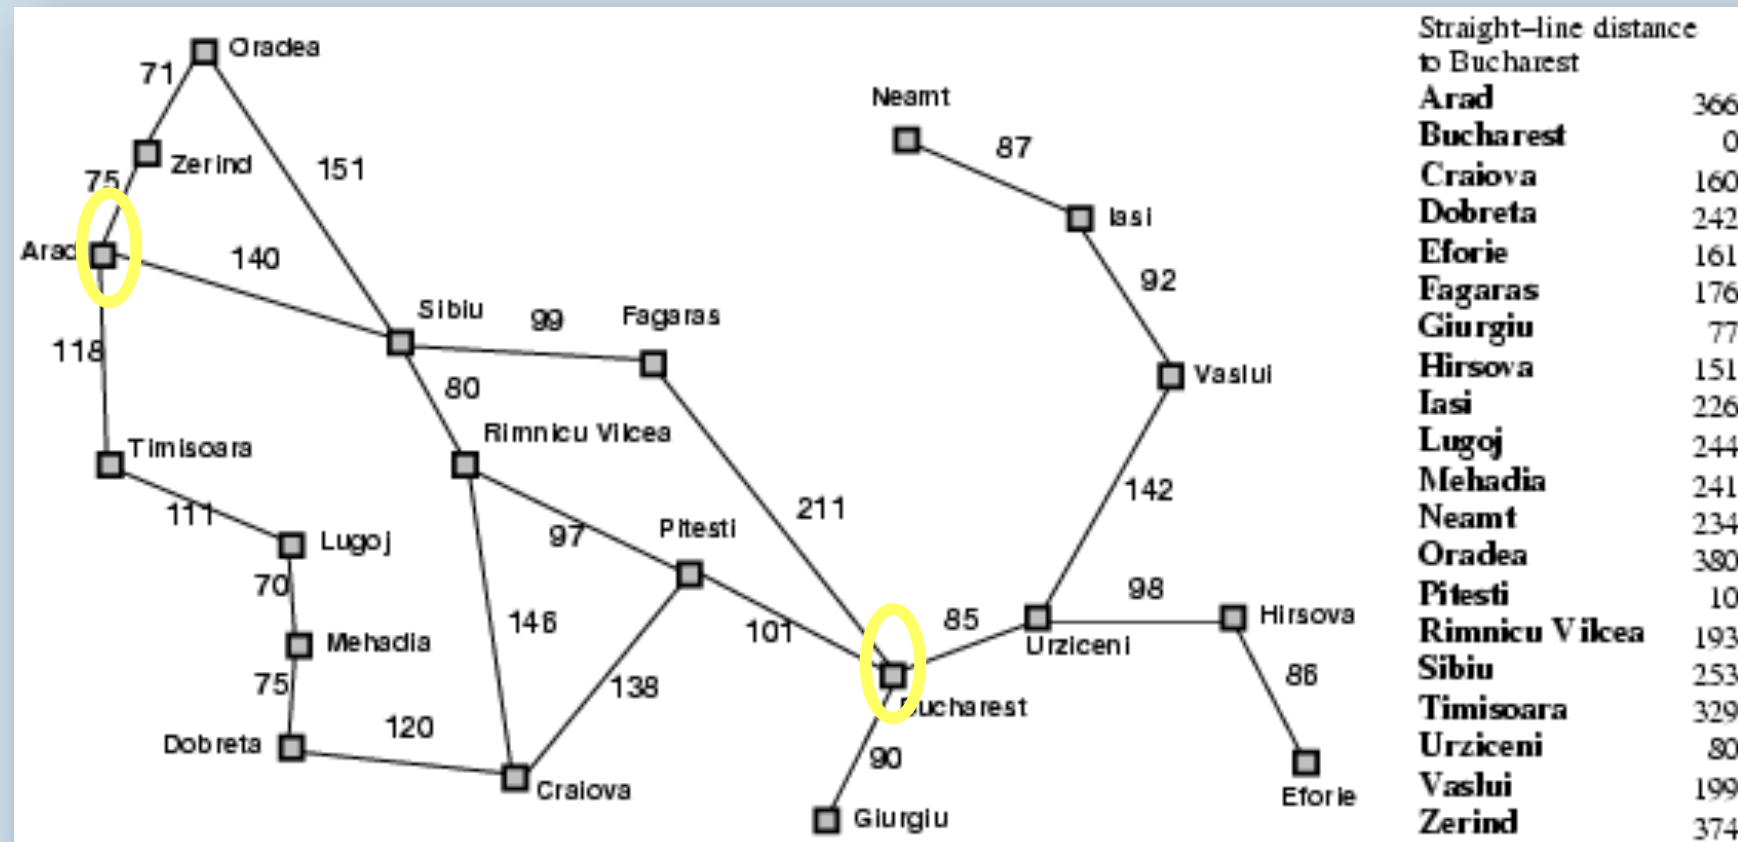 Oradea
71
Neamt
Zerind
151
87
75
Iasi
Arad
140
92
Sibiu
99
Fagaras
118
80
Vaslui
Timisoara
Rimnicu Vilcea
142
211
111
97
Pitesti
Lugoj
70
98
146
101
85
Hirsova
Mehadia
Urziceni
75
138
86
Bucharest
Dobreta
120
90
Craiova
Eforie
Giurgiu
Straight–line distance
to Bucharest
Arad 366
Bucharest 0
Craiova 160
Dobreta 242
Eforie 161
Fagaras 176
Giurgiu 77
Hirsova 151
Iasi 226
Lugoj 244
Mehadia 241
Neamt 234
Oradea 380
Pitesti 10
Rimnicu Vilcea 193
Sibiu 253
Timisoara 329
Urziceni 80
Vaslui 199
Zerind 374